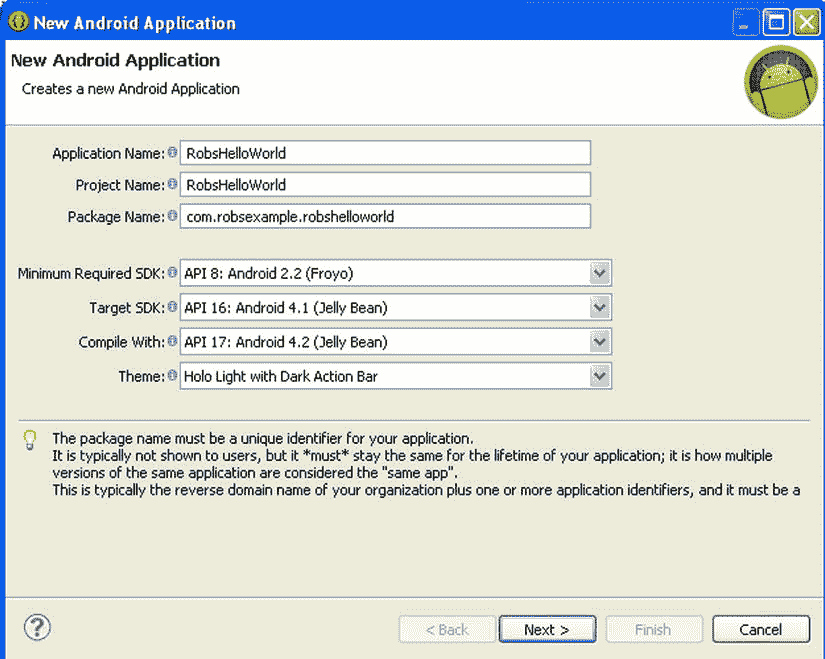 New Android Application
New Android Application
Creates a new Android Application
Application Name: RobsHelloWorld
Project Name: RobsHelloWorld
Package Name: com.robsexample.robshelloworld
Minimum Required SDK: API 8: Android 2.2 (Froyo)
Target SDK: API 16: Android 4.1 (Jelly Bean)
Compile With: API 17: Android 4.2 (Jelly Bean)
Theme: Holo Light with Dark Action Bar
The package name must be a unique identifier for your application.
It is typically not shown to users, but it *must* stay the same for the lifetime of your application; it is how multiple
versions of the same application are considered the "same app".
This is typically the reverse domain name of your organization plus one or more application identifiers, and it must be a
? < Back Next > Finish Cancel